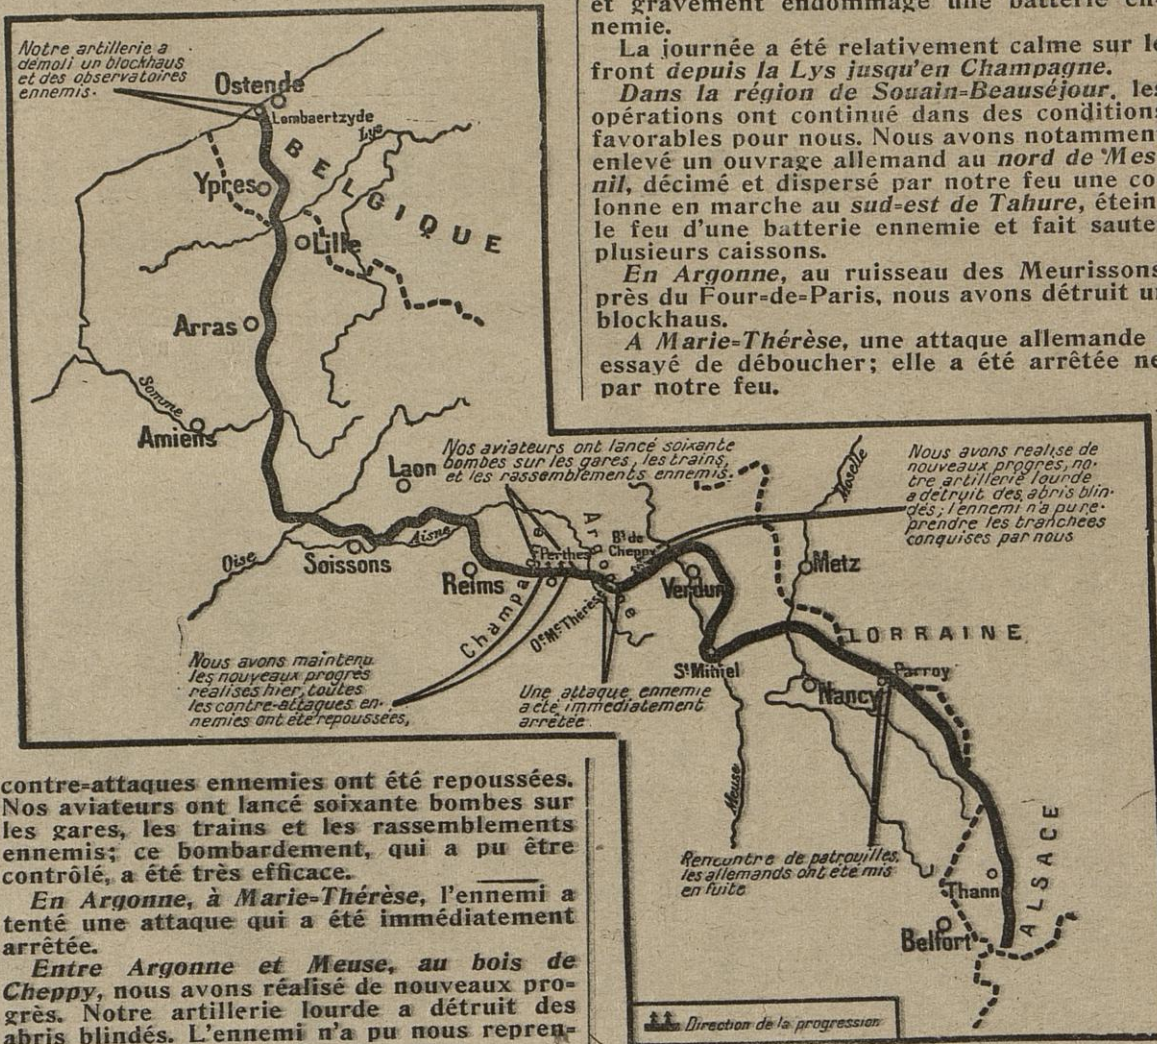 et gravement endommagé une batterie en-
nemie.
La journée a été relativement calme sur le
front depuis la Lys jusqu'en Champagne.
Dans la région de Souain=Beauséjour, les
opérations ont continué dans des conditions
favorables pour nous. Nous avons notammen
enlevé un ouvrage allemand au nord de Mes
nil, décimé et dispersé par notre feu une co
lonne en marche au sud=est de Tahure, étein
le feu d'une batterie ennemie et fait saute
plusieurs caissons.
En Argonne, au ruisseau des Meurissons
près du Four=de=Paris, nous avons détruit u
blockhaus.
A Marie=Thérèse, une attaque allemande
essayé de déboucher; elle a été arrêtée ne
par notre feu.
Notre artillerie a
démoli un blockhaus
et des observatoires
ennemis.
Ostende
Lombaertzyde
Lys
BELGIQUE
Ypres
Lille
Arras
Somme
Amiens
Laon
Nos aviateurs ont lancé soixante
bombes sur les gares, les trains,
et les rassemblements ennemis.
Moselle
Nous avons réalisé de
nouveaux progres, no-
tre artillerie lourde
a détruit des abris blin-
dés; l'ennemi n'a pu re-
prendre les tranchées
conquises par nous
Oise
Soissons
Aisne
Reims
Perthes
Champagne
Argonne
Bs de
Cheppy
Oe Me Thérèse
Verdun
Metz
LORRAINE
St Mihiel
Nancy
Parroy
Nous avons maintenu
les nouveaux progrés
réalisés hier, toutes
les contre-attaques en-
nemies ont été repoussées,
Une attaque ennemie
a été immédiatement
arrêtée
Meuse
Rencontre de patrouilles,
les allemands ont été mis
en fuite
Thann
ALSACE
Belfort
Direction de la progression
contre=attaques ennemies ont été repoussées.
Nos aviateurs ont lancé soixante bombes sur
les gares, les trains et les rassemblements
ennemis; ce bombardement, qui a pu être
contrôlé, a été très efficace.
En Argonne, à Marie=Thérèse, l'ennemi a
tenté une attaque qui a été immédiatement
arrêtée.
Entre Argonne et Meuse, au bois de
Cheppy, nous avons réalisé de nouveaux pro=
grès. Notre artillerie lourde a détruit des
abris blindés. L'ennemi n'a pu nous repren=